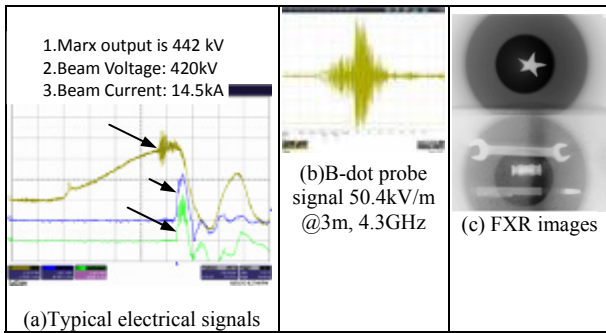 1.Marx output is 442 kV
2.Beam Voltage: 420kV
3.Beam Current: 14.5kA
(a)Typical electrical signals
(b)B-dot probe
signal 50.4kV/m
@3m, 4.3GHz
(c) FXR images